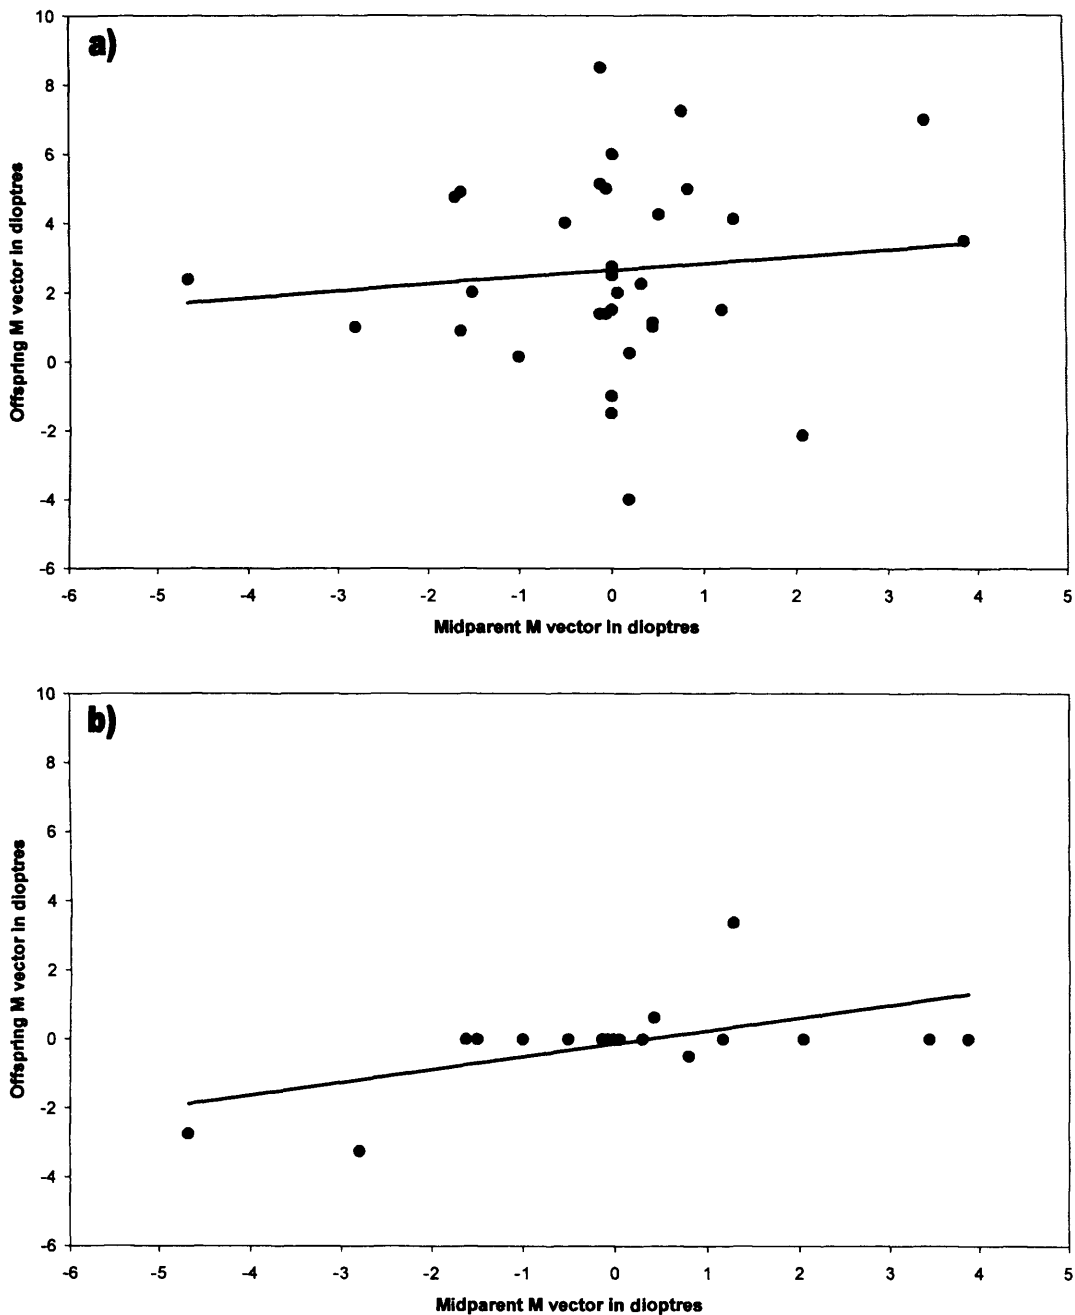 a)
10
8
6
4
2
0
-2
-4
-6
-6 -5 -4 -3 -2 -1 0 1 2 3 4 5
Offspring M vector in dioptres
Midparent M vector in dioptres
b)
10
8
6
4
2
0
-2
-4
-6
-6 -5 -4 -3 -2 -1 0 1 2 3 4 5
Offspring M vector in dioptres
Midparent M vector in dioptres